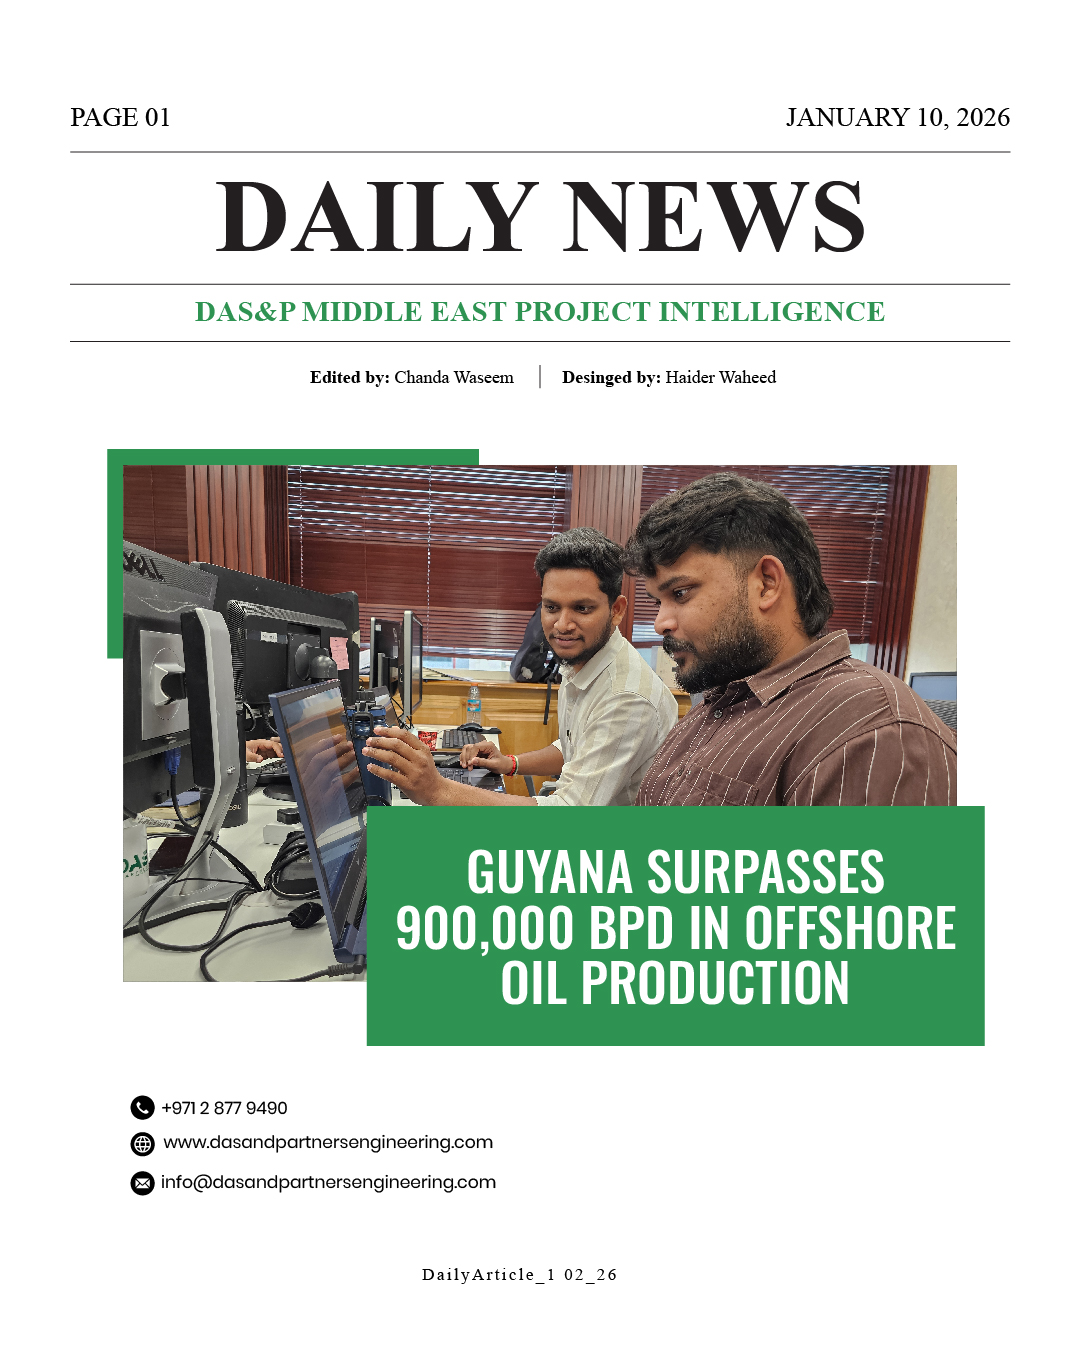 PAGE 01
JANUARY 10, 2026
DAILY NEWS
DAS&P MIDDLE EAST PROJECT INTELLIGENCE
Edited by: Chanda Waseem
Desinged by: Haider Waheed
DELL
GUYANA SURPASSES
900,000 BPD IN OFFSHORE
OIL PRODUCTION
+971 2 877 9490
www.dasandpartnersengineering.com
info@dasandpartnersengineering.com
DailyArticle_1 02_26